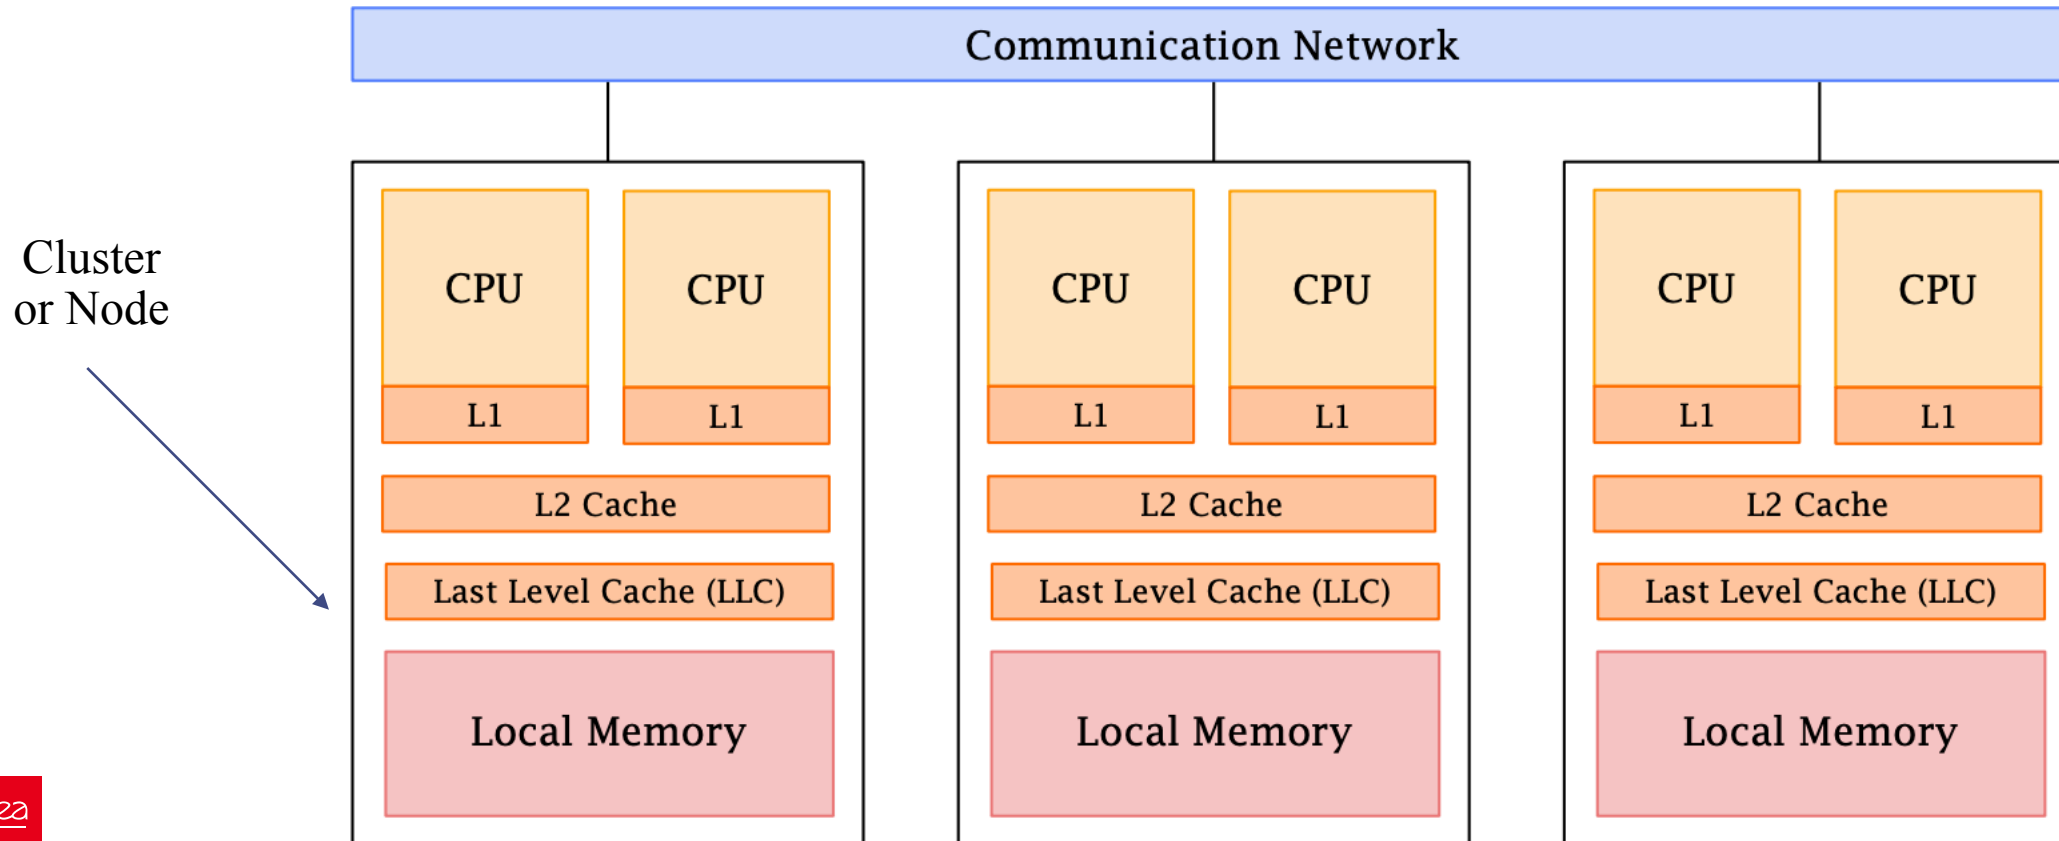 Communication Network
Cluster
or Node
CPU CPU CPU CPU CPU CPU
L1 L1 L1 L1 L1 L1
L2 Cache L2 Cache L2 Cache
Last Level Cache (LLC) Last Level Cache (LLC) Last Level Cache (LLC)
Local Memory Local Memory Local Memory